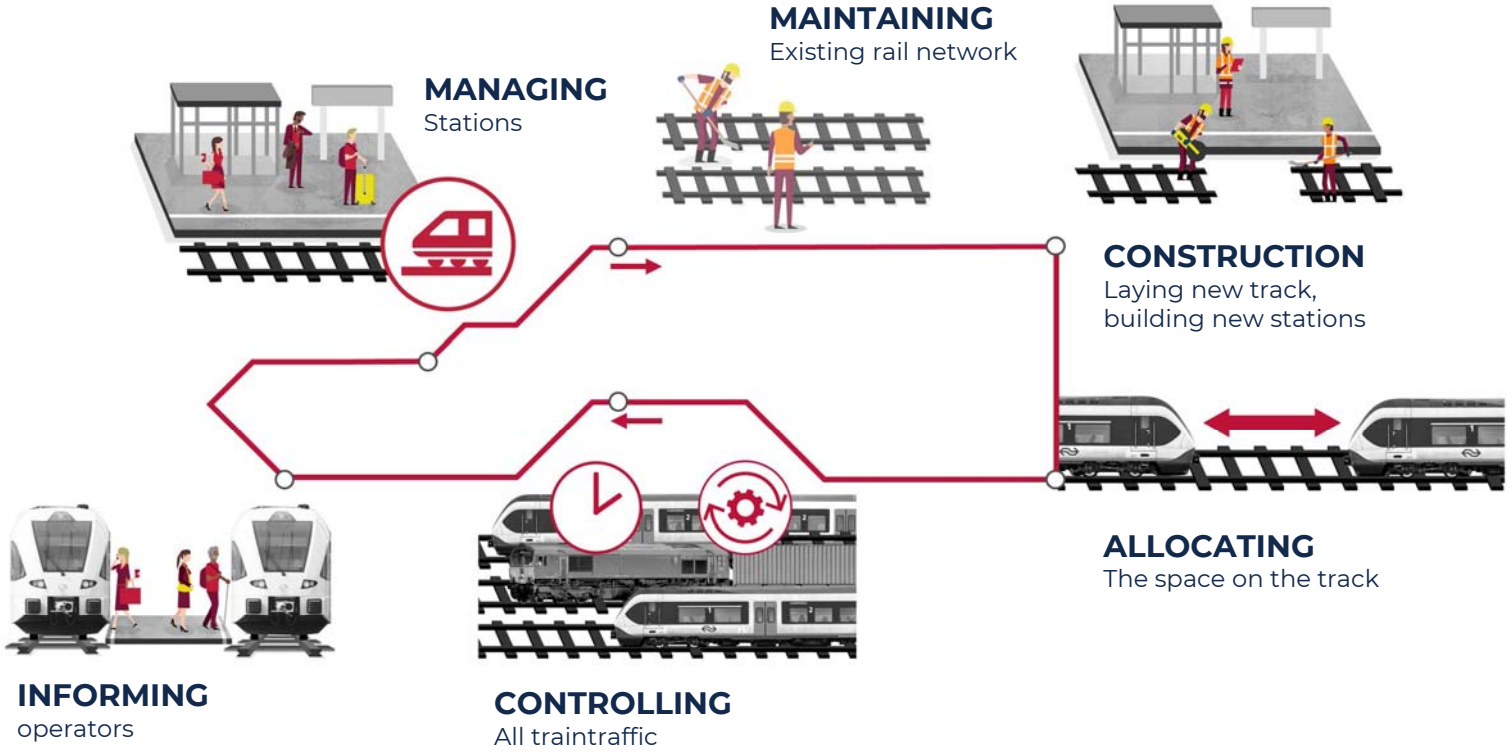 MAINTAINING
Existing rail network
MANAGING
Stations
CONSTRUCTION
Laying new track,
building new stations
ALLOCATING
The space on the track
INFORMING
operators
CONTROLLING
All traintraffic